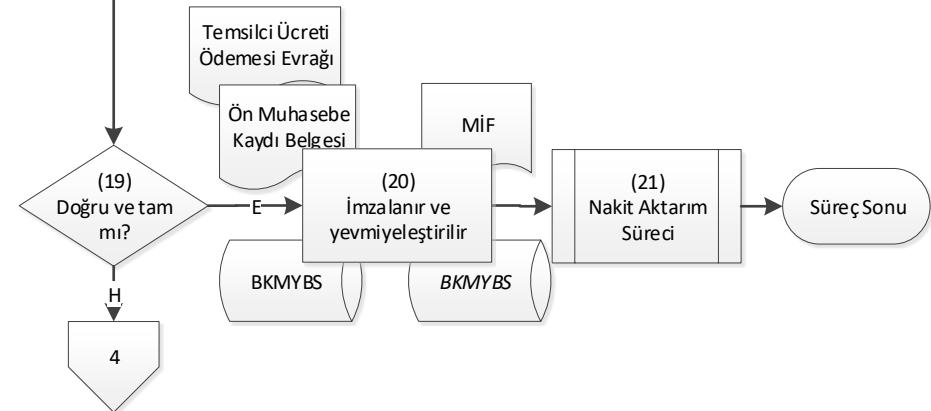 Temsilci Ücreti
Ödemesi Evrağı
Ön Muhasebe
Kaydı Belgesi
MİF
(19)
Doğru ve tam
mı?
E
(20)
İmzalanır ve
yevmiyeleştirilir
(21)
Nakit Aktarım
Süreci
Süreç Sonu
BKMYBS
BKMYBS
H
4